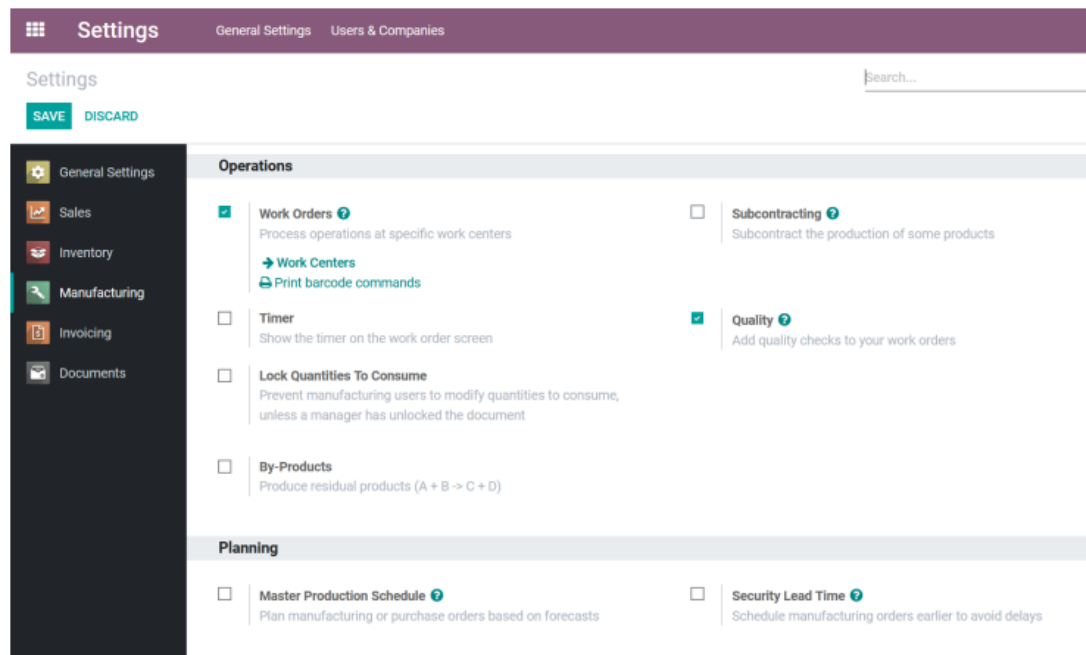 Settings
General Settings
Users & Companies
Settings
Search...
SAVE
DISCARD
General Settings
Sales
Inventory
Manufacturing
Invoicing
Documents
Operations
Work Orders
Process operations at specific work centers
Work Centers
Print barcode commands
Subcontracting
Subcontract the production of some products
Timer
Show the timer on the work order screen
Quality
Add quality checks to your work orders
Lock Quantities To Consume
Prevent manufacturing users to modify quantities to consume,
unless a manager has unlocked the document
By-Products
Produce residual products (A + B -> C + D)
Planning
Master Production Schedule
Plan manufacturing or purchase orders based on forecasts
Security Lead Time
Schedule manufacturing orders earlier to avoid delays